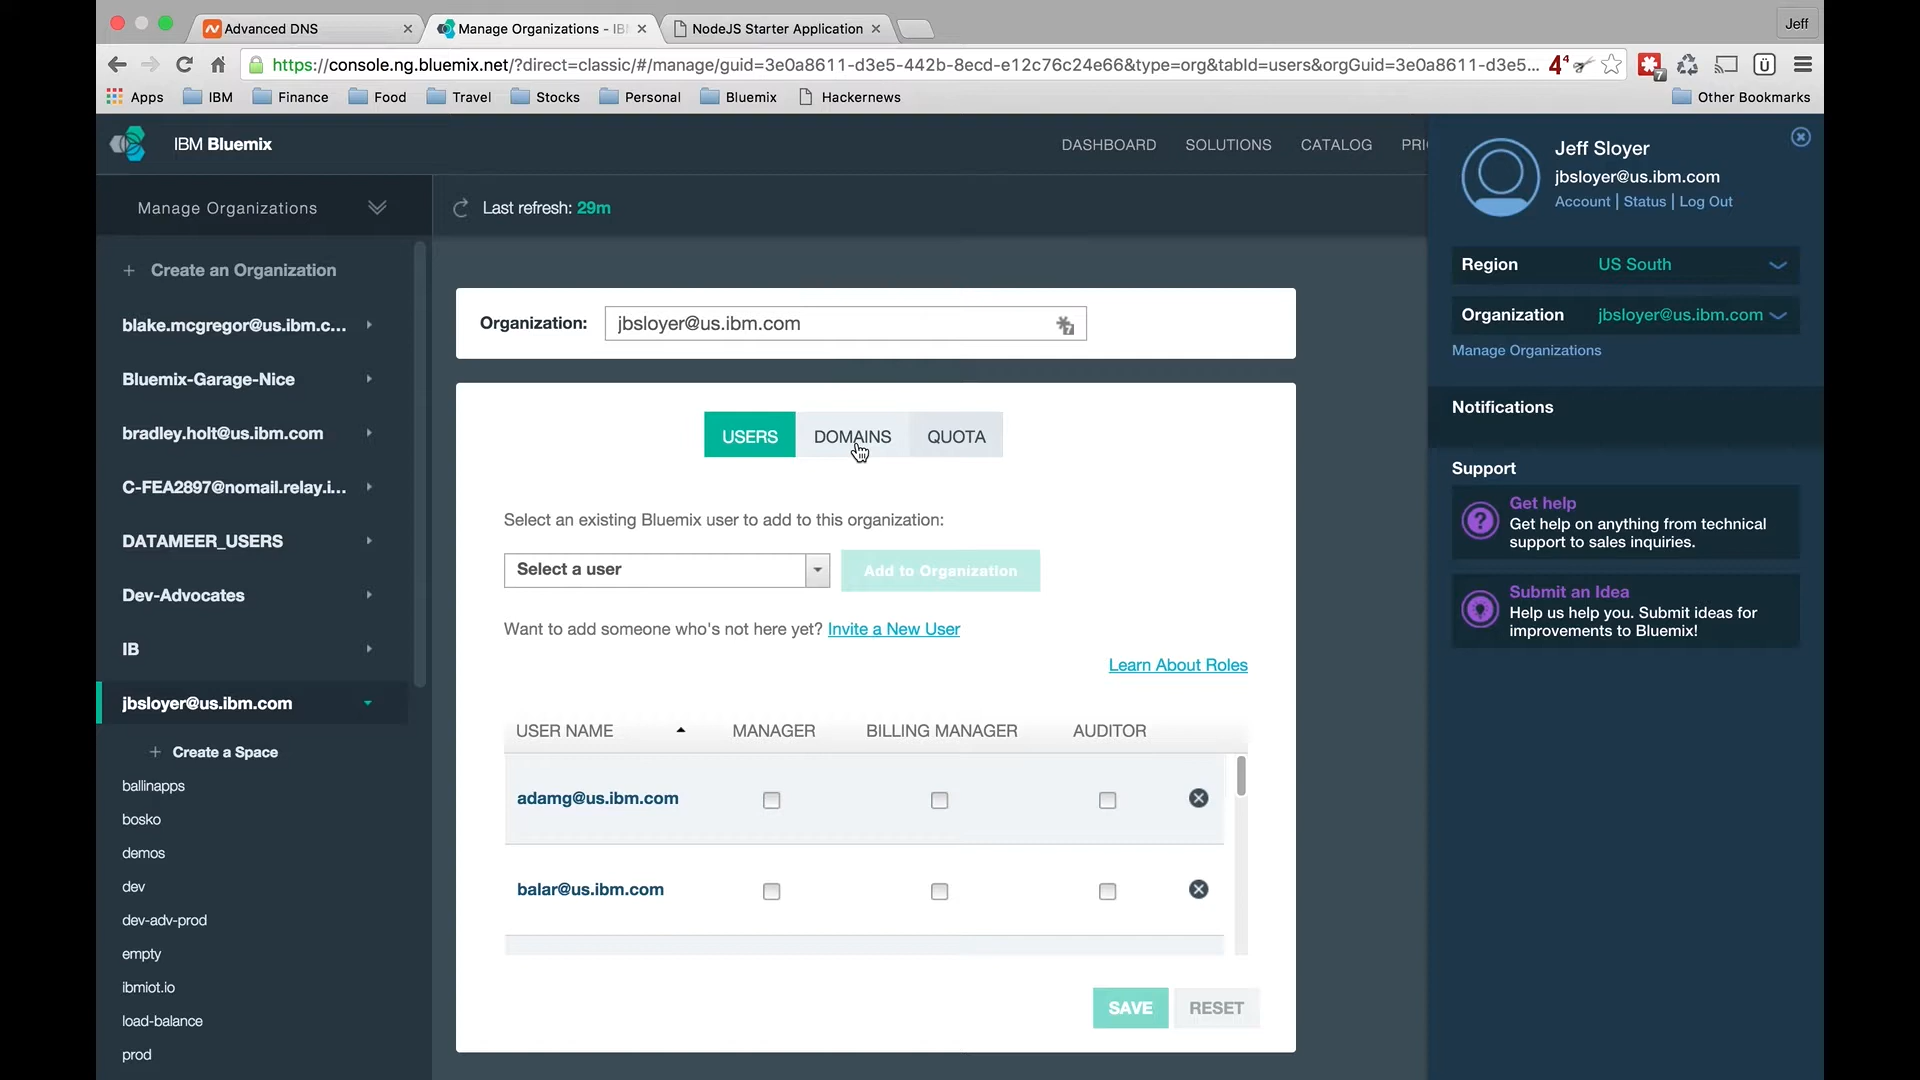 Advanced DNS
Manage Organizations - IB
NodeJS Starter Application
Jeff
https://console.ng.bluemix.net/?direct=classic/#/manage/guid=3e0a8611-d3e5-442b-8ecd-e12c76c24e66&type=org&tabId=users&orgGuid=3e0a8611-d3e5...
Apps
IBM
Finance
Food
Travel
Stocks
Personal
Bluemix
Hackernews
Other Bookmarks
IBM Bluemix
DASHBOARD
SOLUTIONS
CATALOG
PRI
Manage Organizations
Last refresh: 29m
Create an Organization
blake.mcgregor@us.ibm.c...
Bluemix-Garage-Nice
bradley.holt@us.ibm.com
C-FEA2897@nomail.relay.i...
DATAMEER_USERS
Dev-Advocates
IB
jbsloyer@us.ibm.com
+ Create a Space
ballinapps
bosko
demos
dev
dev-adv-prod
empty
ibmiot.io
load-balance
prod
Organization: jbsloyer@us.ibm.com
USERS
DOMAINS
QUOTA
Select an existing Bluemix user to add to this organization:
Select a user
Add to Organization
Want to add someone who's not here yet? Invite a New User
Learn About Roles
USER NAME
MANAGER
BILLING MANAGER
AUDITOR
adamg@us.ibm.com
balar@us.ibm.com
SAVE
RESET
Jeff Sloyer
jbsloyer@us.ibm.com
Account | Status | Log Out
Region US South
Organization jbsloyer@us.ibm.com
Manage Organizations
Notifications
Support
Get help
Get help on anything from technical
support to sales inquiries.
Submit an Idea
Help us help you. Submit ideas for
improvements to Bluemix!